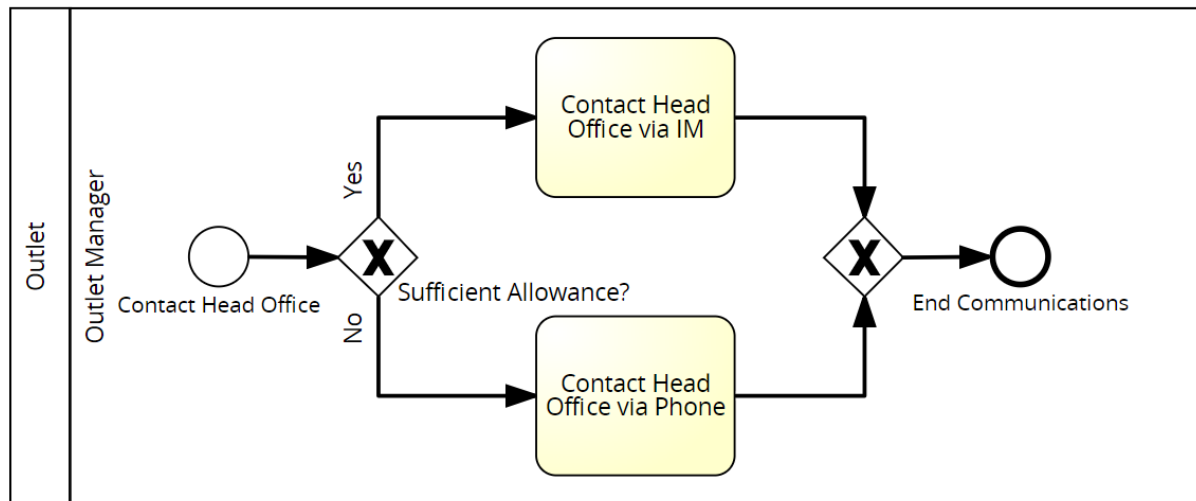 Outlet
Outlet Manager
Contact Head Office
Yes
No
Sufficient Allowance?
Contact Head
Office via IM
Contact Head
Office via Phone
End Communications